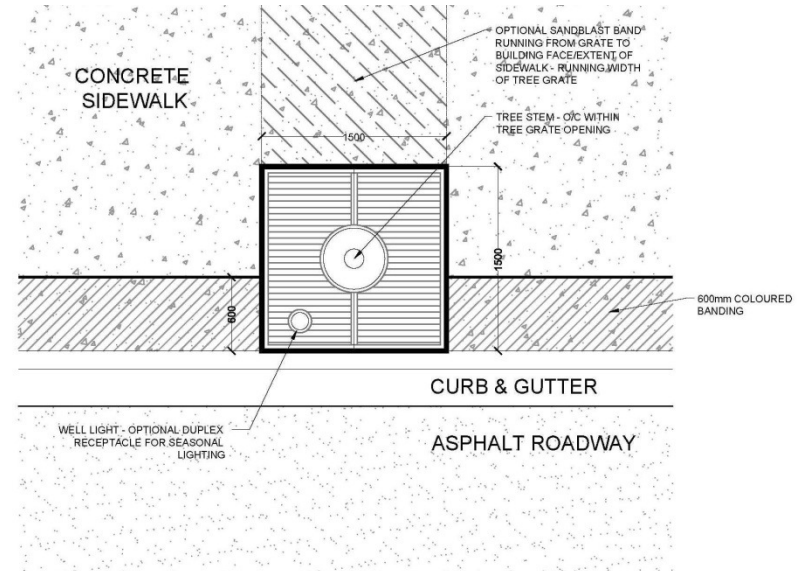 OPTIONAL SANDBLAST BAND
RUNNING FROM GRATE TO
BUILDING FACE/EXTENT OF
SIDEWALK - RUNNING WIDTH
OF TREE GRATE
CONCRETE
SIDEWALK
TREE STEM - O/C WITHIN
TREE GRATE OPENING
1500
1500
600
600mm COLOURED
BANDING
CURB & GUTTER
WELL LIGHT - OPTIONAL DUPLEX
RECEPTACLE FOR SEASONAL
LIGHTING
ASPHALT ROADWAY